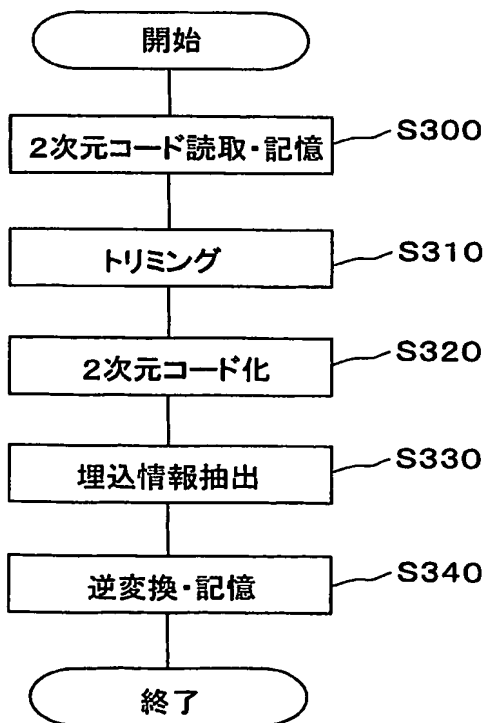 開始
2次元コード読取・記憶
S300
トリミング
S310
2次元コード化
S320
埋込情報抽出
S330
逆変換・記憶
S340
終了